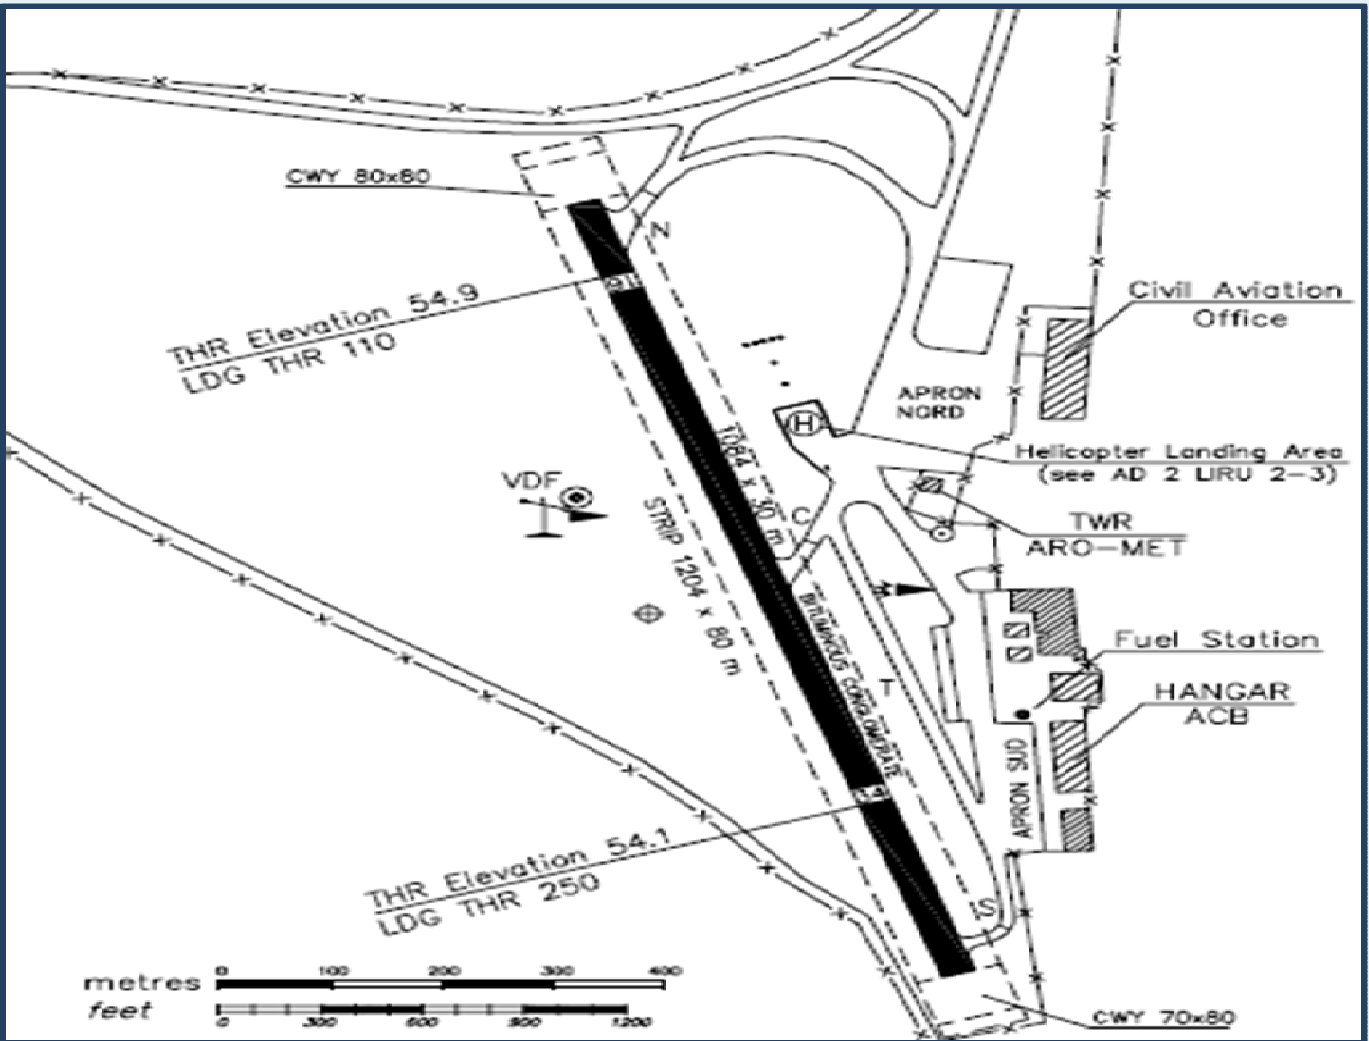 CWY 80x80
N
THR Elevation 54.9
LDG THR 110
Civil Aviation
Office
APRON
NORD
H
Helicopter Landing Area
(see AD 2 LIRU 2-3)
VDF
1084 x 30 m
C
TWR
ARO-MET
STRIP 1204 x 80 m
BITUMINOUS CONGLOMERATE
Fuel Station
T
HANGAR
ACB
APRON SUD
THR Elevation 54.1
LDG THR 250
S
metres 0 100 200 300 400
feet 0 300 600 900 1200
CWY 70x80